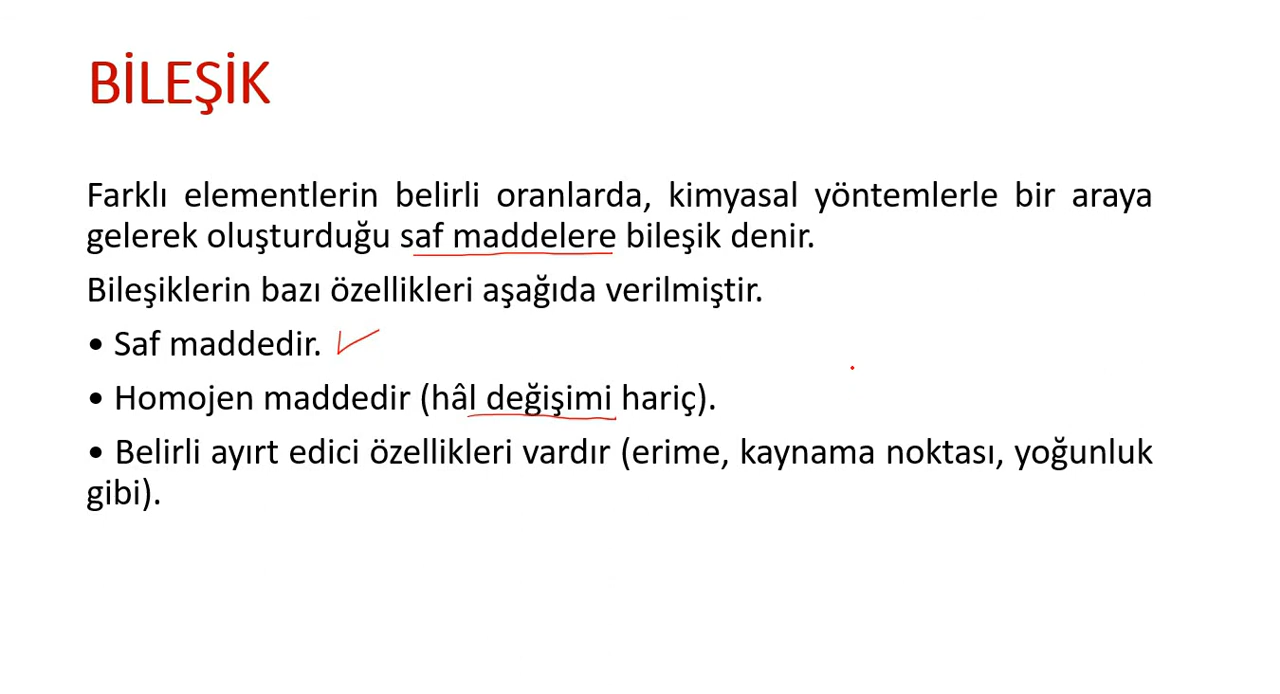 BİLEŞİK
Farklı elementlerin belirli oranlarda, kimyasal yöntemlerle bir araya
gelerek oluşturduğu saf maddelere bileşik denir.
Bileşiklerin bazı özellikleri aşağıda verilmiştir.
• Saf maddedir.
• Homojen maddedir (hâl değişimi hariç).
• Belirli ayırt edici özellikleri vardır (erime, kaynama noktası, yoğunluk
gibi).